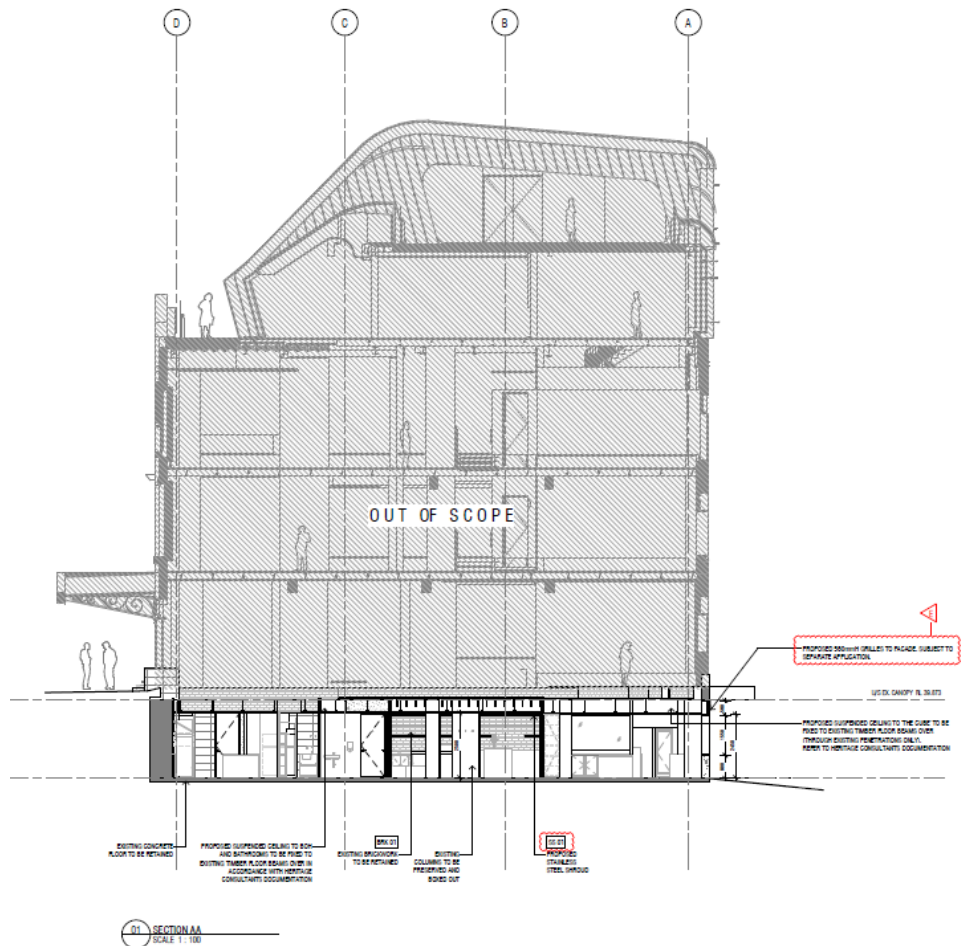 D
C
B
A
OUT OF SCOPE
PROPOSED 580mmH GRILLES TO FACADE. SUBJECT TO
SEPARATE APPLICATION.
U/S EX. CANOPY RL 39.873
PROPOSED SUSPENDED CEILING TO THE CUBE TO BE
FIXED TO EXISTING TIMBER FLOOR BEAMS OVER
(THROUGH EXISTING PENETRATIONS ONLY).
REFER TO HERITAGE CONSULTANTS DOCUMENTATION
EXISTING CONCRETE
FLOOR TO BE RETAINED
PROPOSED SUSPENDED CEILING TO BOH
AND BATHROOMS TO BE FIXED TO
EXISTING TIMBER FLOOR BEAMS OVER IN
ACCORDANCE WITH HERITAGE
CONSULTANTS DOCUMENTATION
BRK 01
EXISTING BRICKWORK
TO BE RETAINED
EXISTING
COLUMNS TO BE
PRESERVED AND
BOXED OUT
SS 01
PROPOSED
STAINLESS
STEEL SHROUD
01
SECTION AA
SCALE 1 : 100